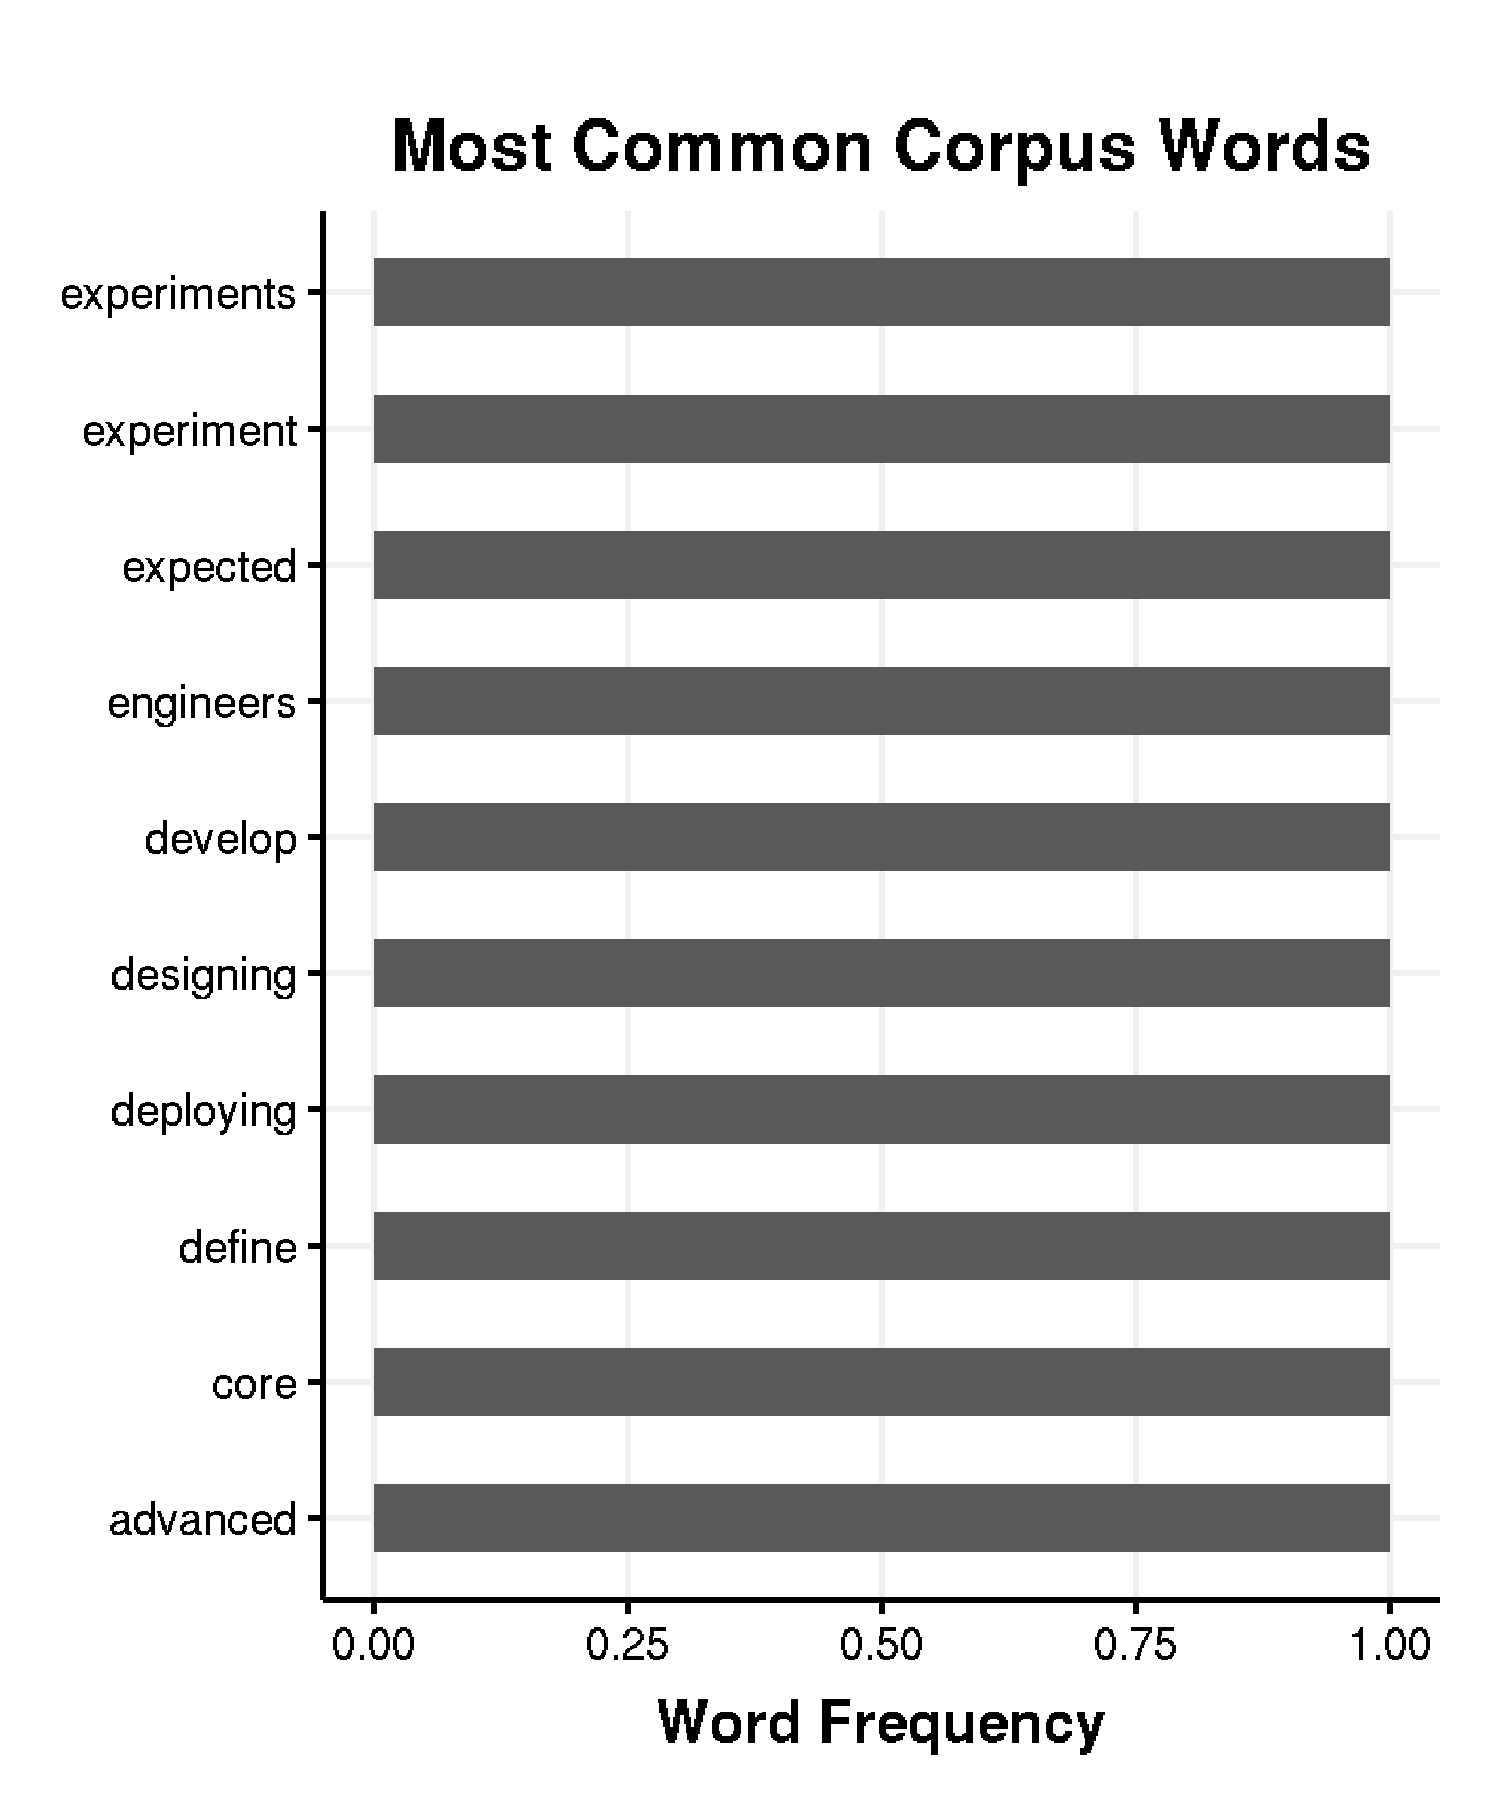 Most Common Corpus Words
experiments
experiment
expected
engineers
develop
designing
deploying
define
core
advanced
0.00 0.25 0.50 0.75 1.00
Word Frequency